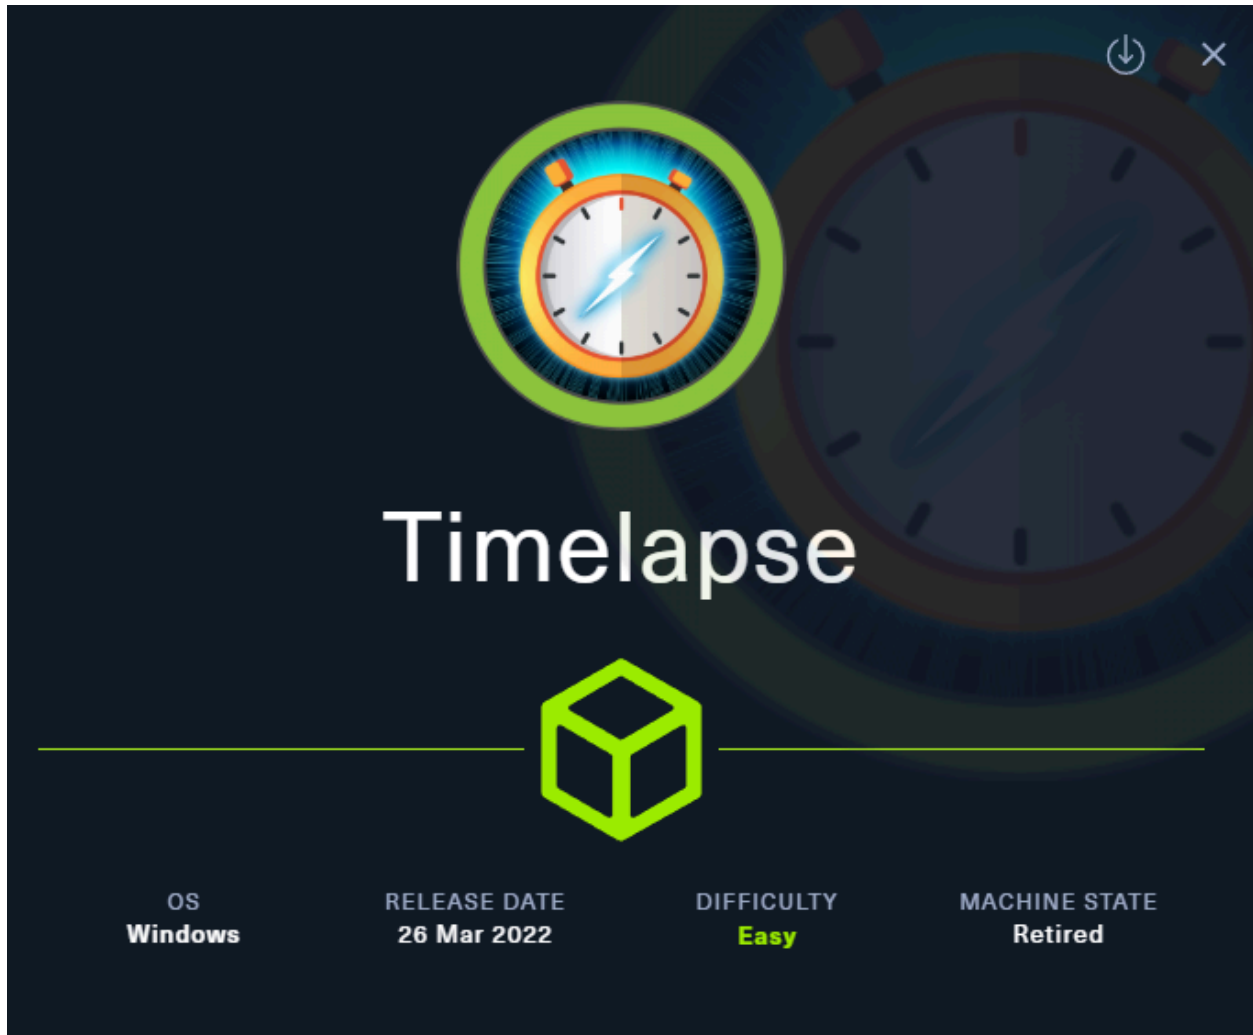 Timelapse
OS
Windows
RELEASE DATE
26 Mar 2022
DIFFICULTY
Easy
MACHINE STATE
Retired